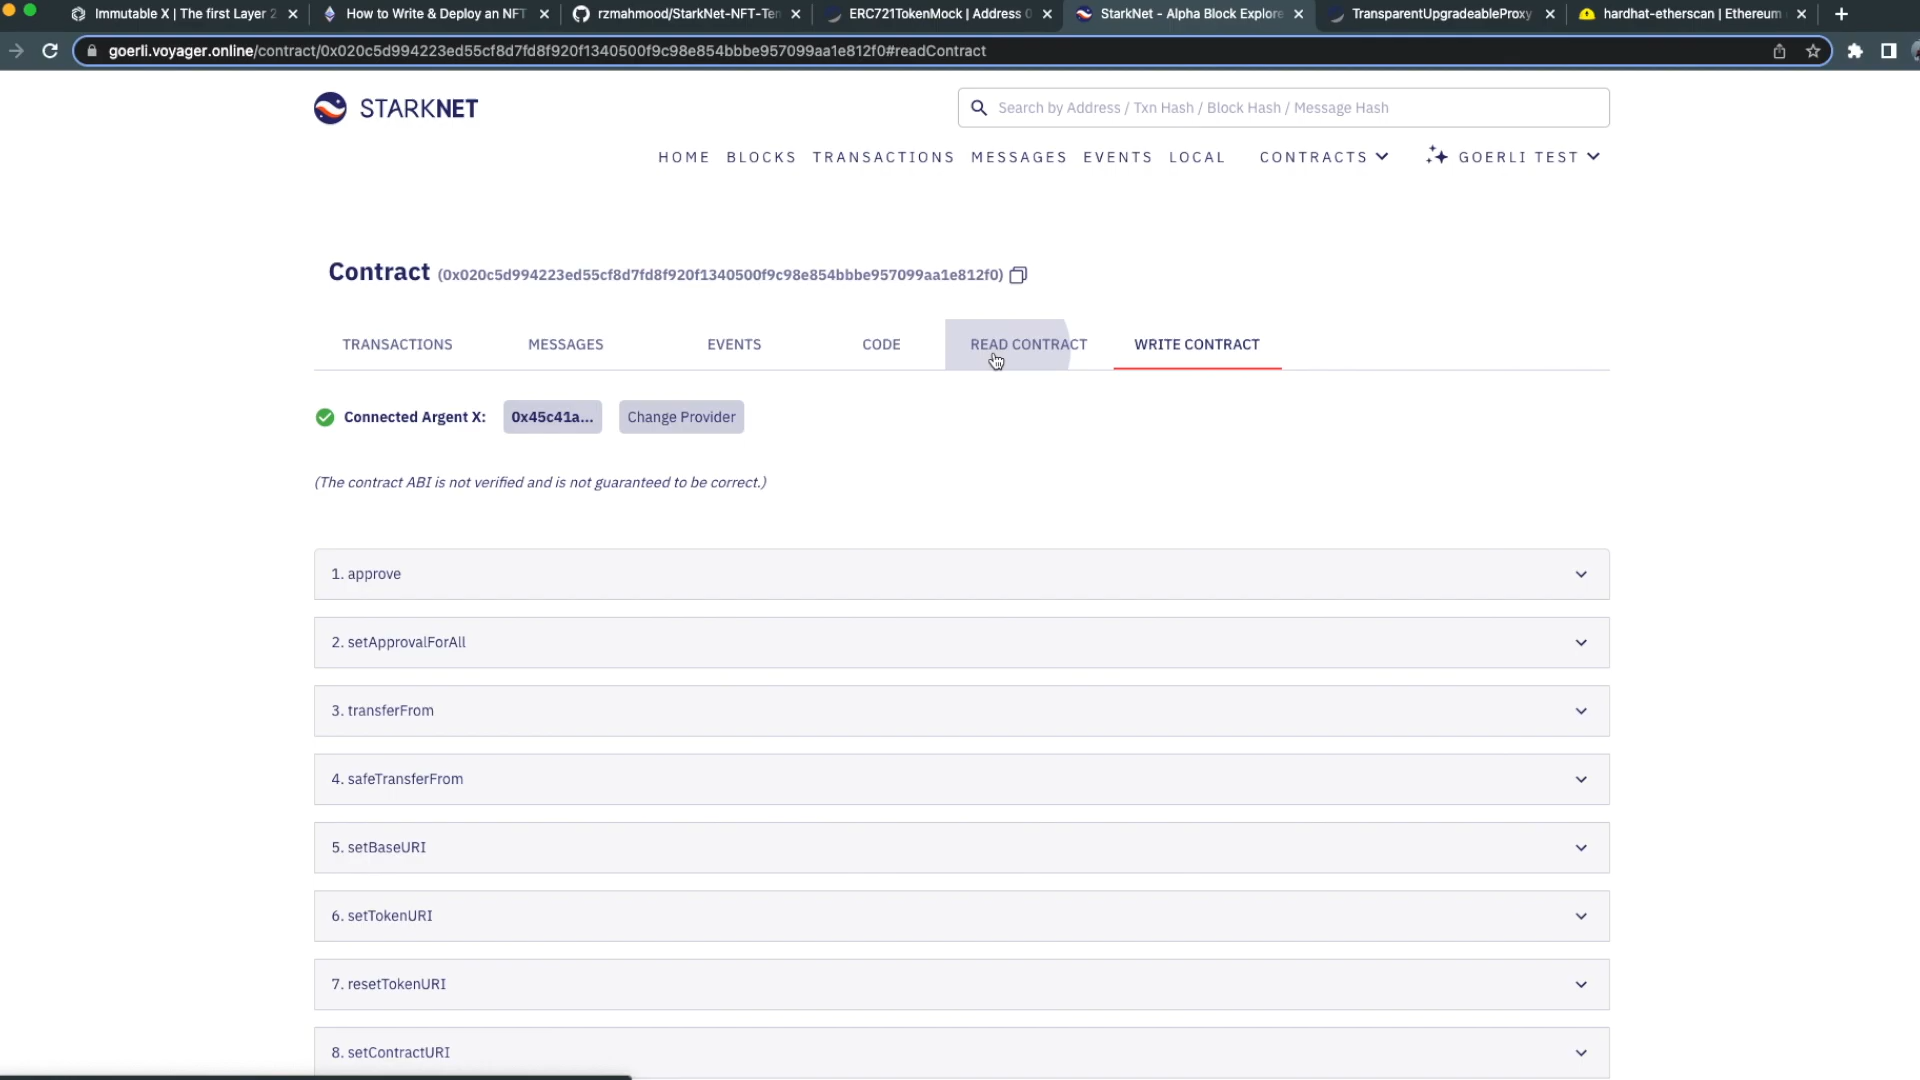 Immutable X | The first Layer 2
How to Write & Deploy an NFT
rzmahmood/StarkNet-NFT-Ten
ERC721TokenMock | Address 0
StarkNet - Alpha Block Explore
TransparentUpgradeableProxy
hardhat-etherscan | Ethereum
goerli.voyager.online/contract/0x020c5d994223ed55cf8d7fd8f920f1340500f9c98e854bbbe957099aa1e812f0#readContract
STARKNET
Search by Address / Txn Hash / Block Hash / Message Hash
HOME BLOCKS TRANSACTIONS MESSAGES EVENTS LOCAL CONTRACTS GOERLI TEST
Contract (0x020c5d994223ed55cf8d7fd8f920f1340500f9c98e854bbbe957099aa1e812f0)
TRANSACTIONS MESSAGES EVENTS CODE READ CONTRACT WRITE CONTRACT
Connected Argent X: 0x45c41a... Change Provider
(The contract ABI is not verified and is not guaranteed to be correct.)
1. approve
2. setApprovalForAll
3. transferFrom
4. safeTransferFrom
5. setBaseURI
6. setTokenURI
7. resetTokenURI
8. setContractURI